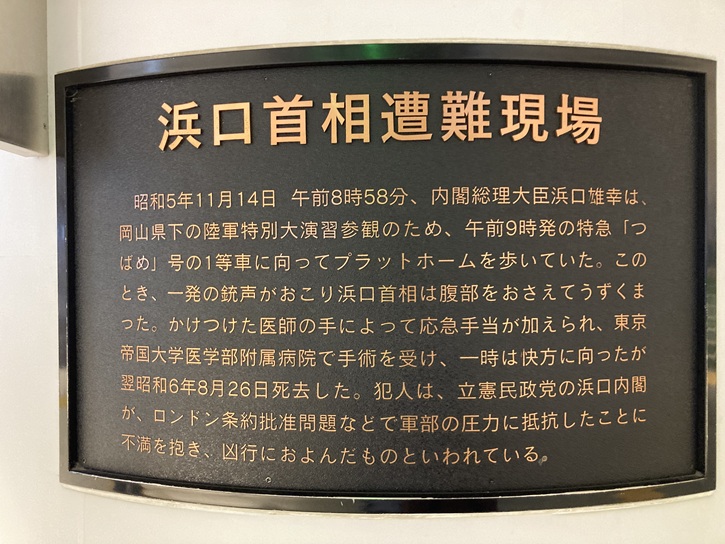 浜口首相遭難現場
昭和5年11月14日 午前8時58分、内閣総理大臣浜口雄幸は、
岡山県下の陸軍特別大演習参観のため、午前9時発の特急「つ
ばめ」号の1等車に向ってプラットホームを歩いていた。この
とき、一発の銃声がおこり浜口首相は腹部をおさえてうずくま
った。かけつけた医師の手によって応急手当が加えられ、東京
帝国大学医学部附属病院で手術を受け、一時は快方に向ったが
翌昭和6年8月26日死去した。犯人は、立憲民政党の浜口内閣
が、ロンドン条約批准問題などで軍部の圧力に抵抗したことに
不満を抱き、凶行におよんだものといわれている。